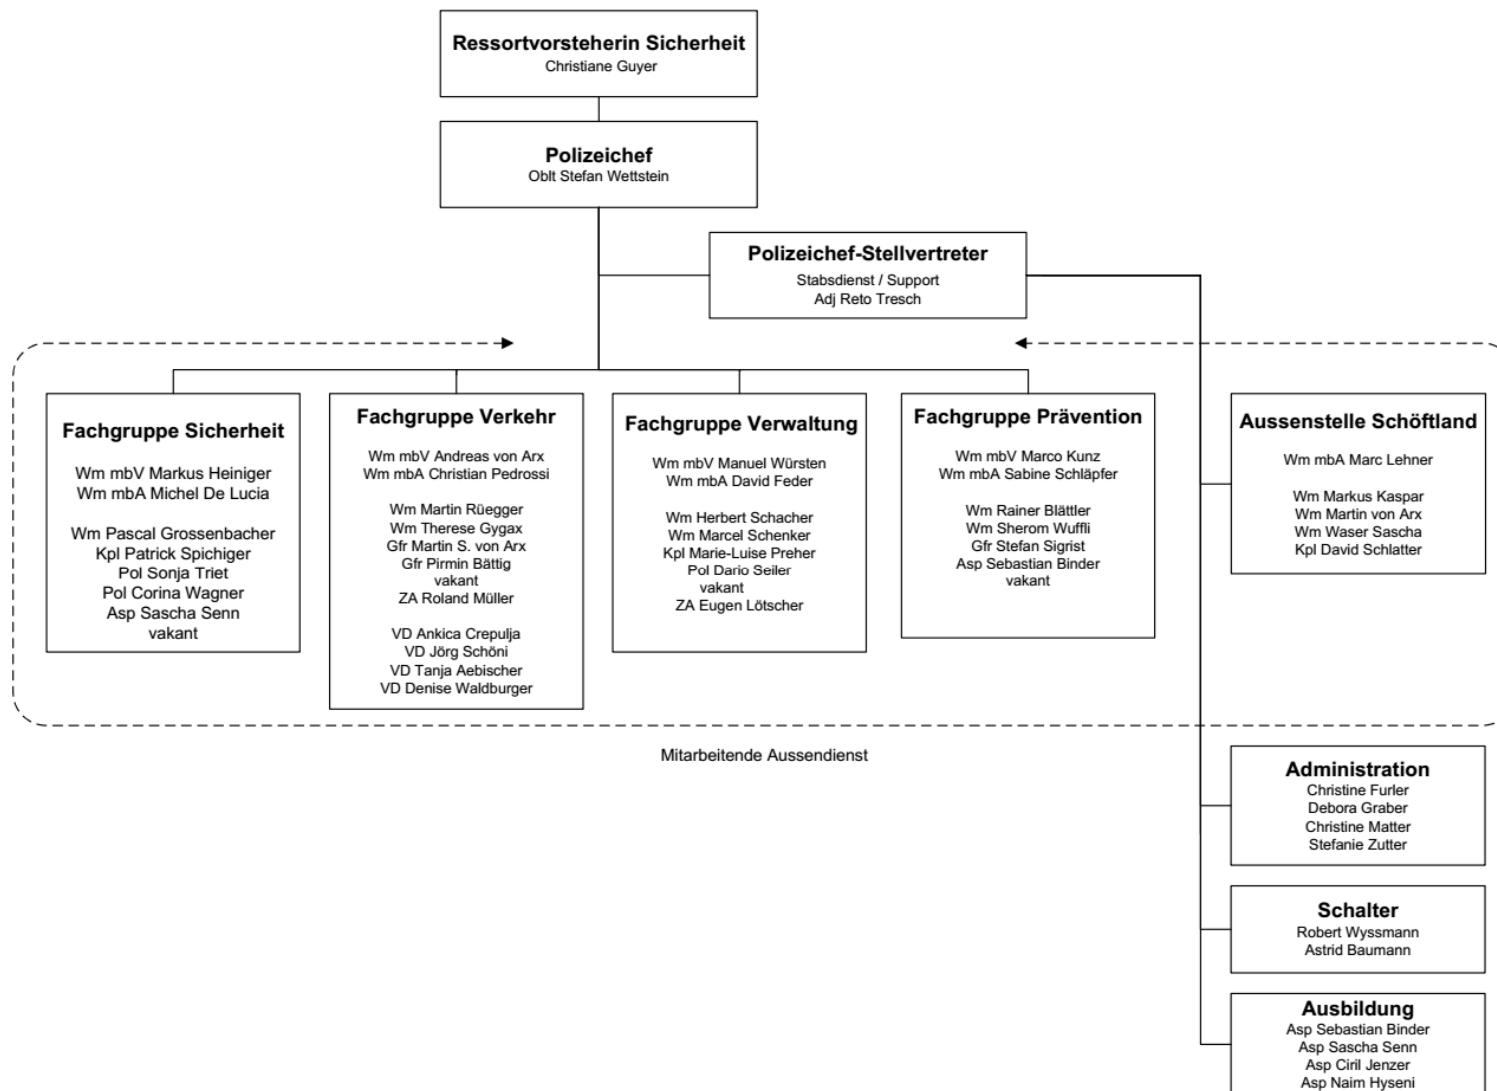 Ressortvorsteherin Sicherheit
Christiane Guyer
Polizeichef
Oblt Stefan Wettstein
Polizeichef-Stellvertreter
Stabsdienst / Support
Adj Reto Tresch
Fachgruppe Sicherheit
Wm mbV Markus Heiniger
Wm mbA Michel De Lucia
Wm Pascal Grossenbacher
Kpl Patrick Spichiger
Pol Sonja Triet
Pol Corina Wagner
Asp Sascha Senn
vakant
Fachgruppe Verkehr
Wm mbV Andreas von Arx
Wm mbA Christian Pedrossi
Wm Martin Rüegger
Wm Therese Gygax
Gfr Martin S. von Arx
Gfr Pirmin Bättig
vakant
ZA Roland Müller
VD Ankica Crepulja
VD Jörg Schöni
VD Tanja Aebischer
VD Denise Waldburger
Fachgruppe Verwaltung
Wm mbV Manuel Würsten
Wm mbA David Feder
Wm Herbert Schacher
Wm Marcel Schenker
Kpl Marie-Luise Preher
Pol Dario Seiler
vakant
ZA Eugen Lötscher
Fachgruppe Prävention
Wm mbV Marco Kunz
Wm mbA Sabine Schläpfer
Wm Rainer Blättler
Wm Sherom Wuffli
Gfr Stefan Sigrist
Asp Sebastian Binder
vakant
Aussenstelle Schöftland
Wm mbA Marc Lehner
Wm Markus Kaspar
Wm Martin von Arx
Wm Waser Sascha
Kpl David Schlatter
Mitarbeitende Aussendienst
Administration
Christine Furler
Debora Graber
Christine Matter
Stefanie Zutter
Schalter
Robert Wyssmann
Astrid Baumann
Ausbildung
Asp Sebastian Binder
Asp Sascha Senn
Asp Ciril Jenzer
Asp Naim Hyseni